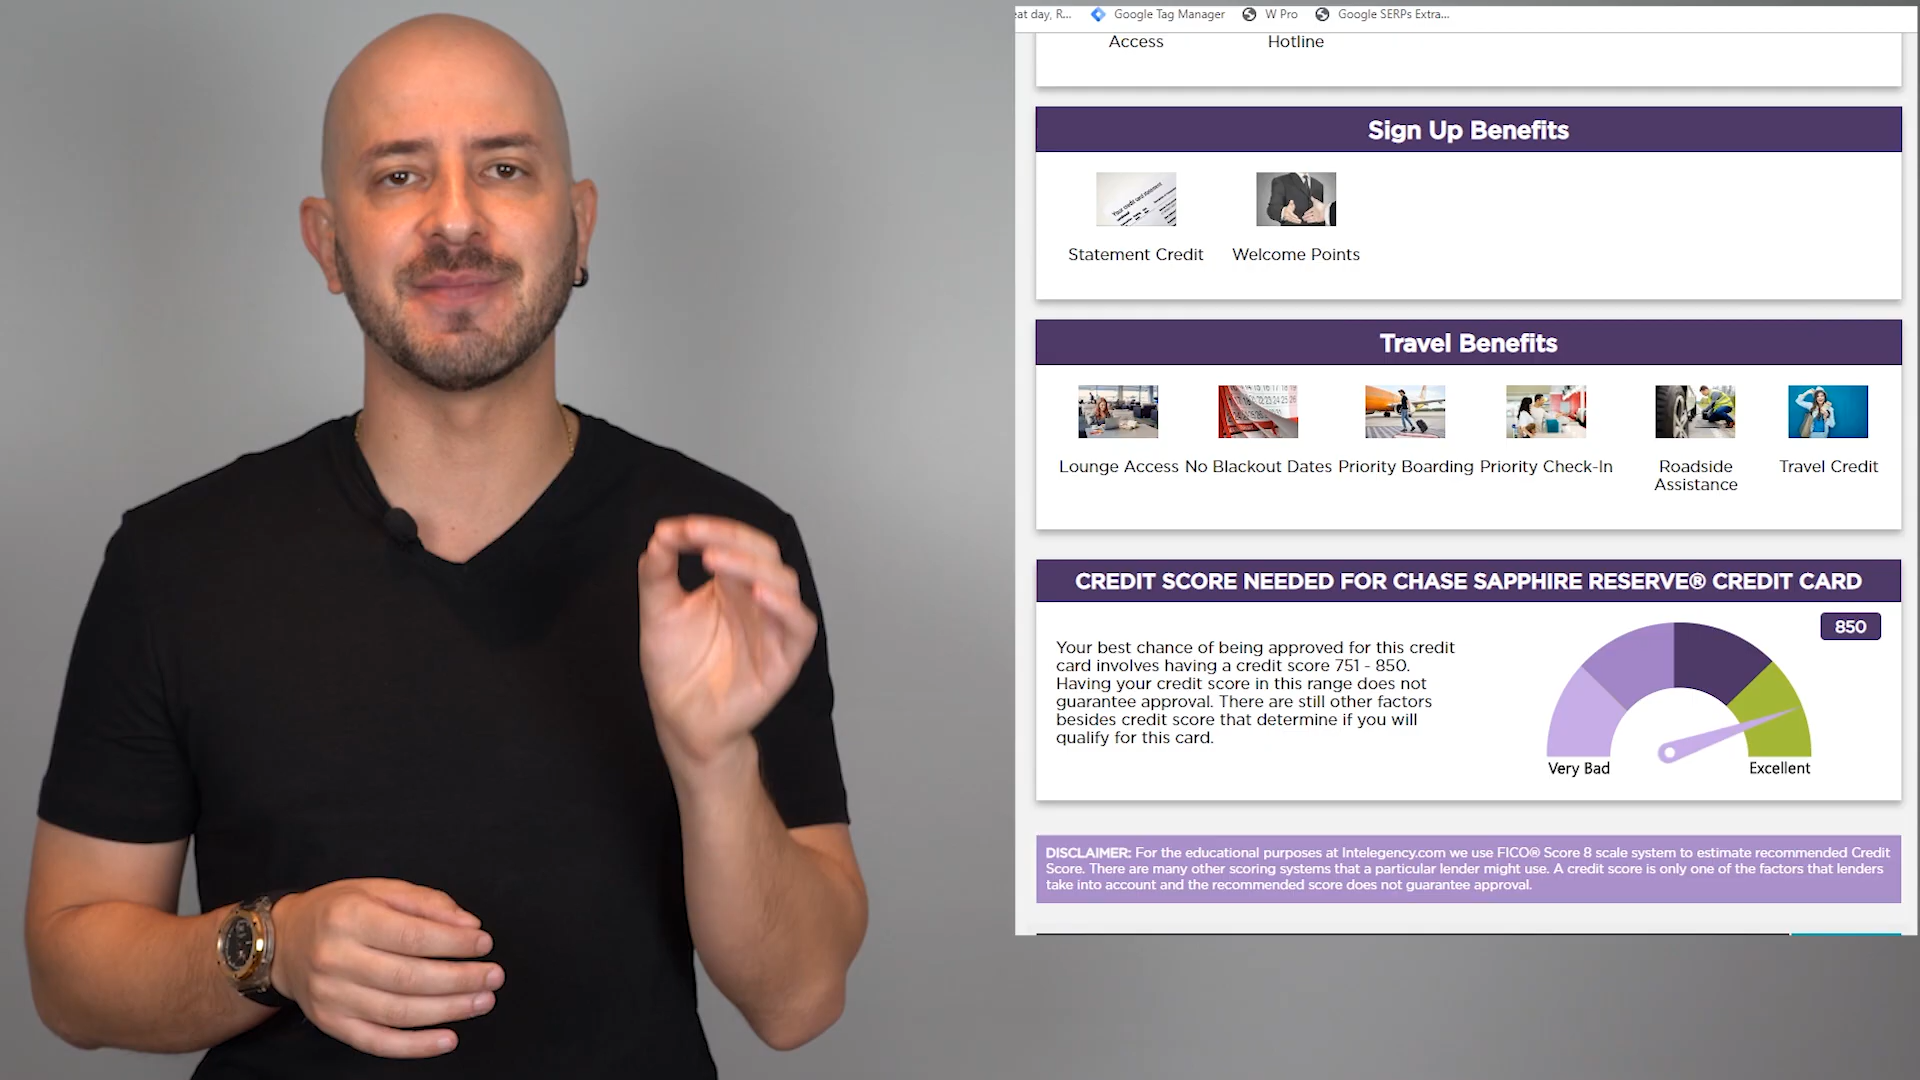 eat day, R... Google Tag Manager W Pro Google SERPs Extra...
Access Hotline
Sign Up Benefits
Statement Credit Welcome Points
Travel Benefits
Lounge Access No Blackout Dates Priority Boarding Priority Check-In Roadside Assistance Travel Credit
CREDIT SCORE NEEDED FOR CHASE SAPPHIRE RESERVE® CREDIT CARD
850
Your best chance of being approved for this credit
card involves having a credit score 751 - 850.
Having your credit score in this range does not
guarantee approval. There are still other factors
besides credit score that determine if you will
qualify for this card.
Very Bad Excellent
DISCLAIMER: For the educational purposes at Intelegency.com we use FICO® Score 8 scale system to estimate recommended Credit
Score. There are many other scoring systems that a particular lender might use. A credit score is only one of the factors that lenders
take into account and the recommended score does not guarantee approval.